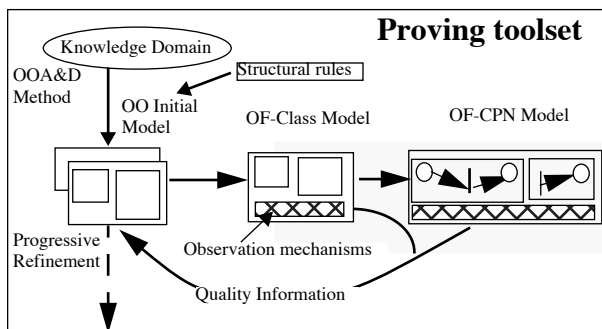 Proving toolset
Knowledge Domain
OOA&D
Method
Structural rules
OO Initial
Model
OF-Class Model
OF-CPN Model
Progressive
Refinement
Observation mechanisms
Quality Information